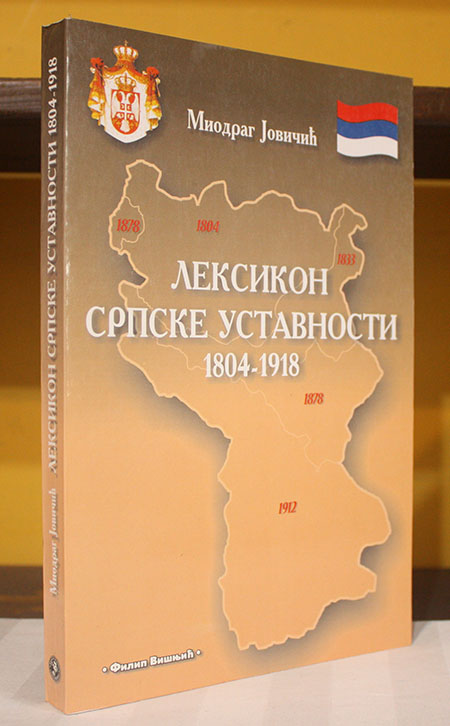 Миодраг Јовичић
1878
1804
1833
ЛЕКСИКОН
СРПСКЕ УСТАВНОСТИ
1804-1918
1878
1912
• Филип Вишњић •
Миодраг Јовичић ЛЕКСИКОН СРПСКЕ УСТАВНОСТИ 1804-1918